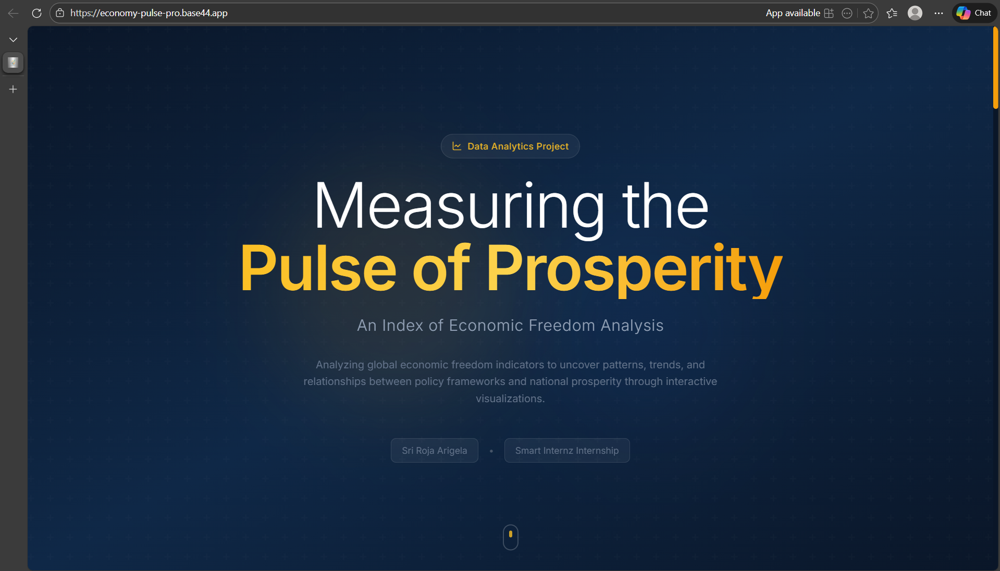 https://economy-pulse-pro.base44.app
App available
Chat
Data Analytics Project
Measuring the
Pulse of Prosperity
An Index of Economic Freedom Analysis
Analyzing global economic freedom indicators to uncover patterns, trends, and
relationships between policy frameworks and national prosperity through interactive
visualizations.
Sri Roja Arigela • Smart Internz Internship